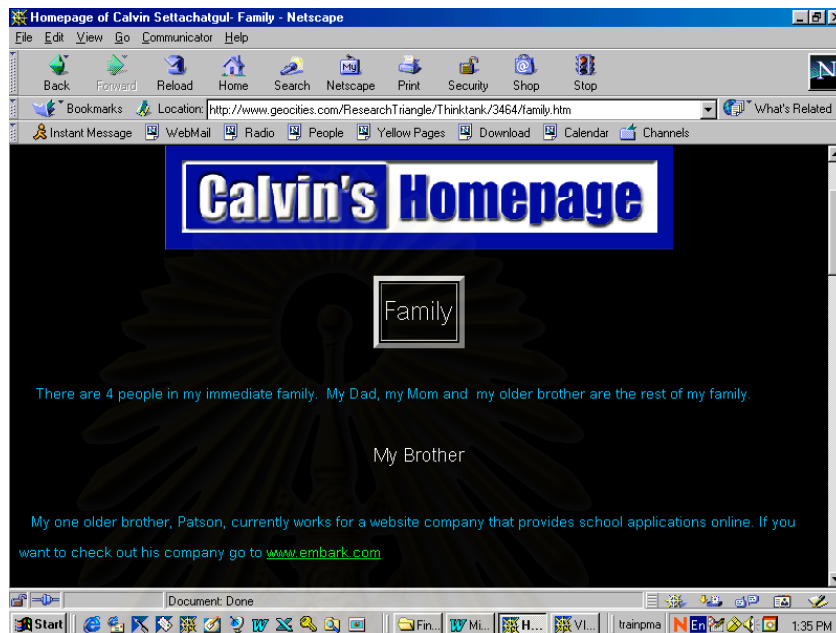 Homepage of Calvin Settachatgul- Family - Netscape
File Edit View Go Communicator Help
Back Forward Reload Home Search Netscape Print Security Shop Stop
Bookmarks Location: http://www.geocities.com/ResearchTriangle/Thinktank/3464/family.htm What's Related
Instant Message WebMail Radio People Yellow Pages Download Calendar Channels
Calvin's Homepage
Family
There are 4 people in my immediate family. My Dad, my Mom and my older brother are the rest of my family.
My Brother
My one older brother, Patson, currently works for a website company that provides school applications online. If you
want to check out his company go to www.embark.com
Document: Done
Start Fin... Mi... H... VI... trainpma En 1:35 PM